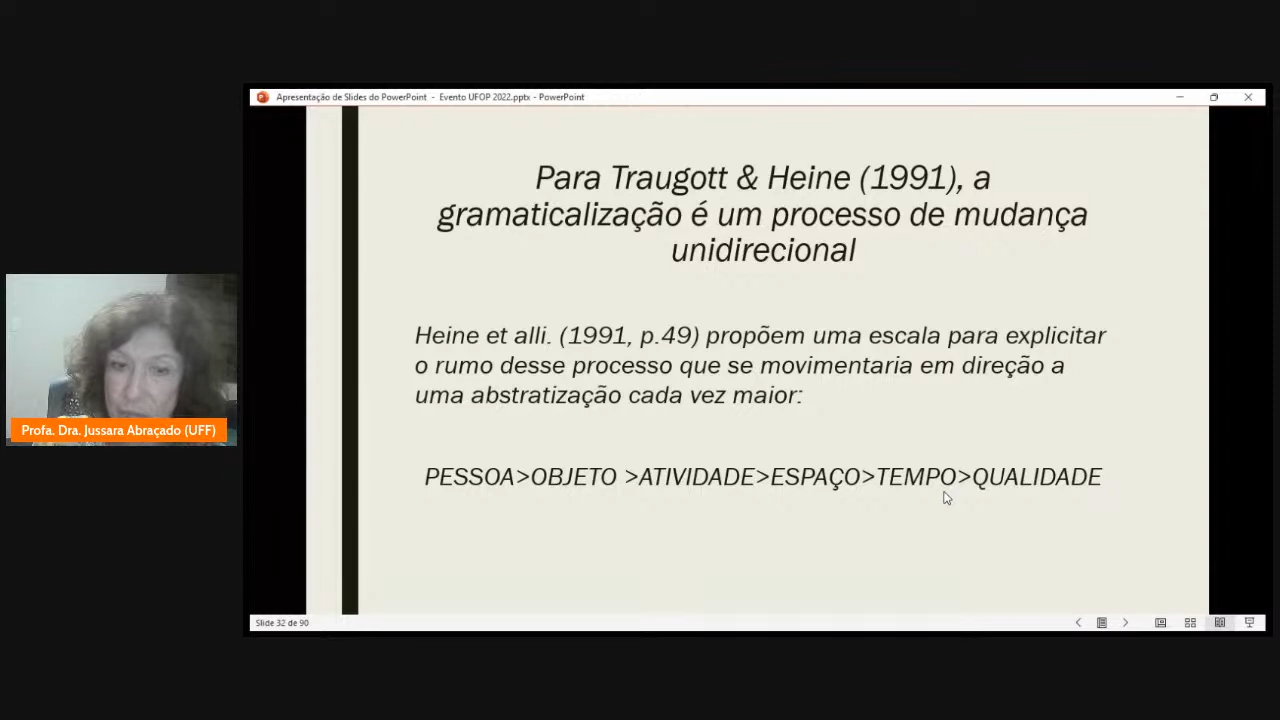 Apresentação de Slides do PowerPoint - Evento UFOP 2022.pptx - PowerPoint
Para Traugott & Heine (1991), a
gramaticalização é um processo de mudança
unidirecional
Heine et alli. (1991, p.49) propõem uma escala para explicitar
o rumo desse processo que se movimentaria em direção a
uma abstratização cada vez maior:
PESSOA>OBJETO >ATIVIDADE>ESPAÇO>TEMPO>QUALIDADE
Profa. Dra. Jussara Abraçado (UFF)
Slide 32 de 90